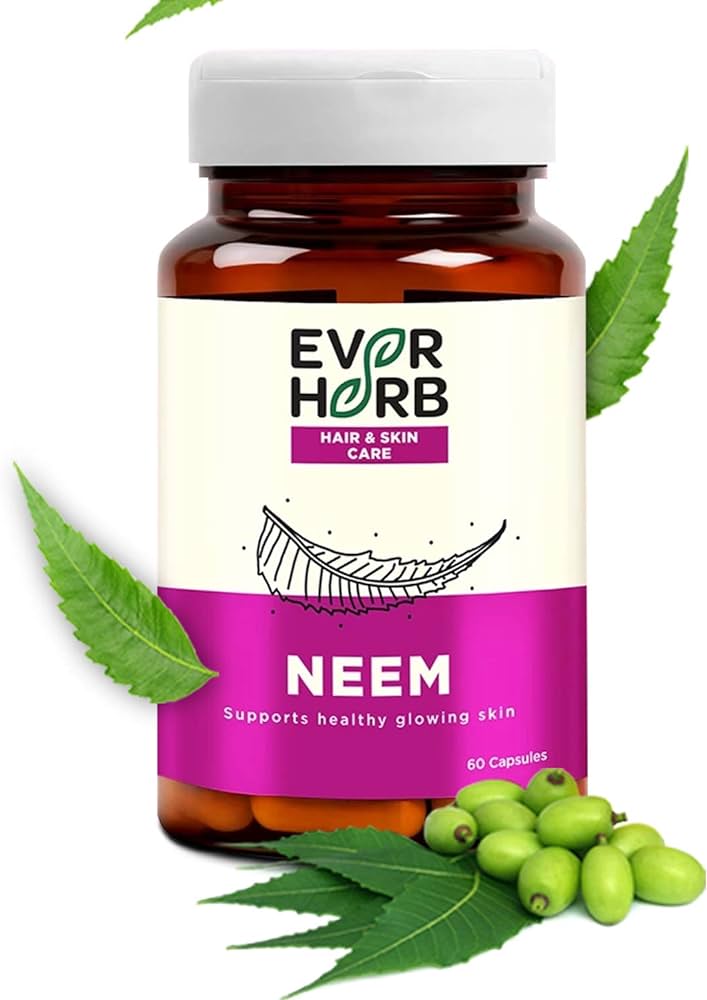 EVER
HERB
HAIR & SKIN
CARE
NEEM
Supports healthy glowing skin
60 Capsules